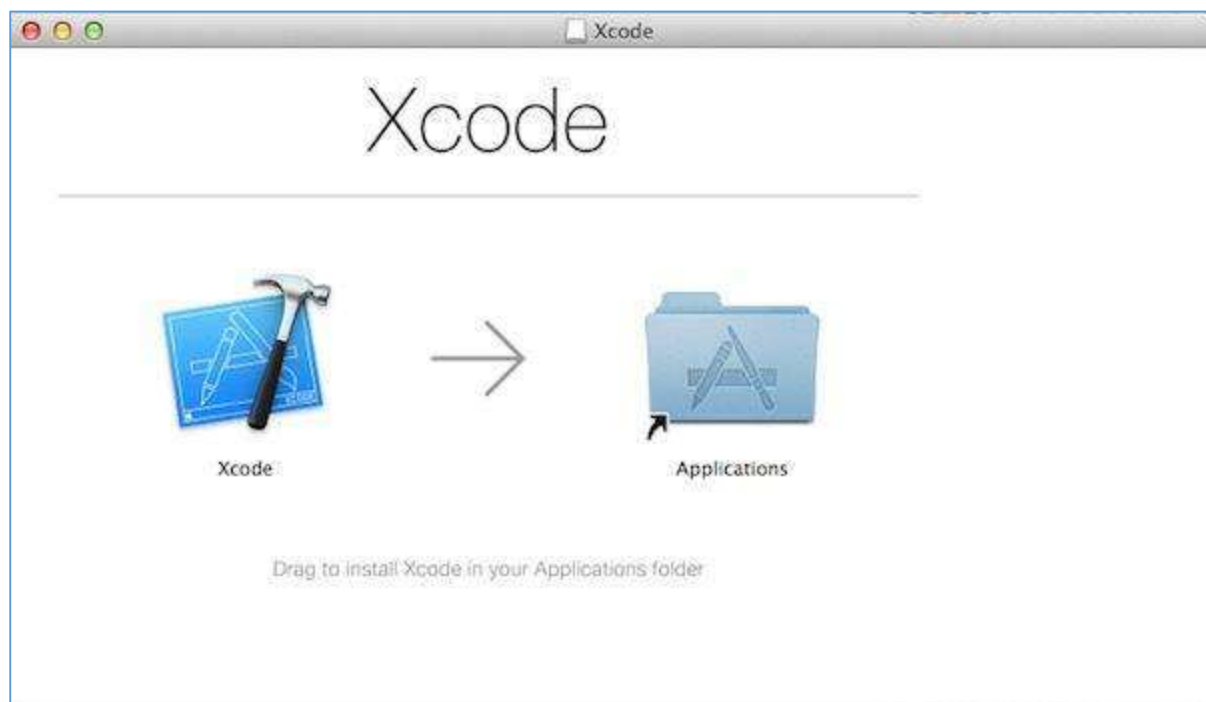 Xcode
Xcode
Xcode
Applications
Drag to install Xcode in your Applications folder